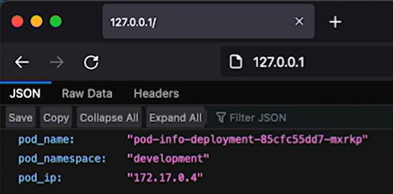 127.0.0.1/
127.0.0.1
JSON Raw Data Headers
Save Copy Collapse All Expand All Filter JSON
pod_name: "pod-info-deployment-85cfc55dd7-mxrkp"
pod_namespace: "development"
pod_ip: "172.17.0.4"